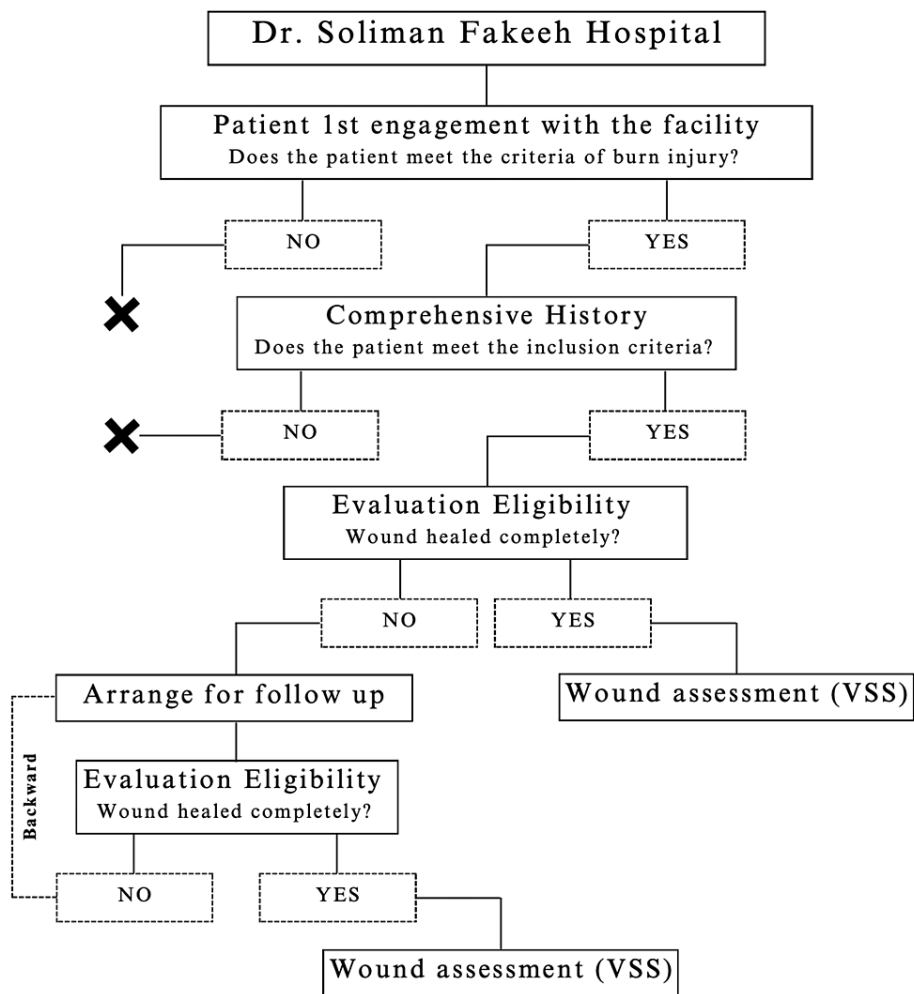 Dr. Soliman Fakeeh Hospital
Patient 1st engagement with the facility
Does the patient meet the criteria of burn injury?
NO
YES
Comprehensive History
Does the patient meet the inclusion criteria?
NO
YES
Evaluation Eligibility
Wound healed completely?
NO
YES
Arrange for follow up
Wound assessment (VSS)
Backward
Evaluation Eligibility
Wound healed completely?
NO
YES
Wound assessment (VSS)